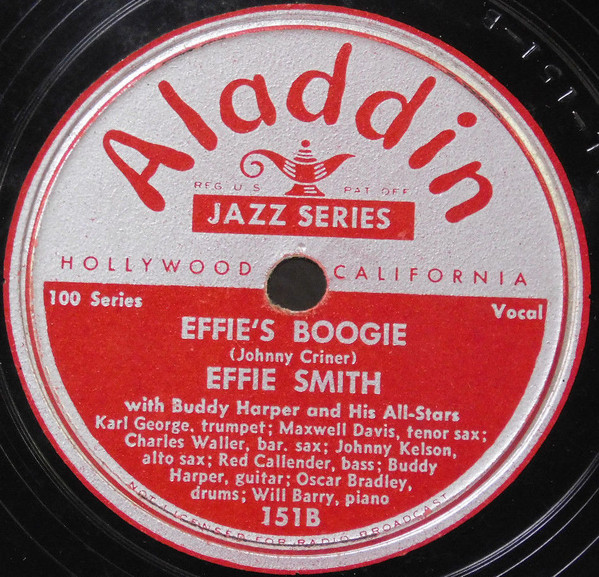 Aladdin
REG. U.S. PAT. OFF.
JAZZ SERIES
HOLLYWOOD CALIFORNIA
100 Series Vocal
EFFIE'S BOOGIE
(Johnny Criner)
EFFIE SMITH
with Buddy Harper and His All-Stars
Karl George, trumpet; Maxwell Davis, tenor sax;
Charles Waller, bar. sax; Johnny Kelson,
alto sax; Red Callender, bass; Buddy
Harper, guitar; Oscar Bradley,
drums; Will Barry, piano
151B
NOT LICENSED FOR RADIO BROADCAST